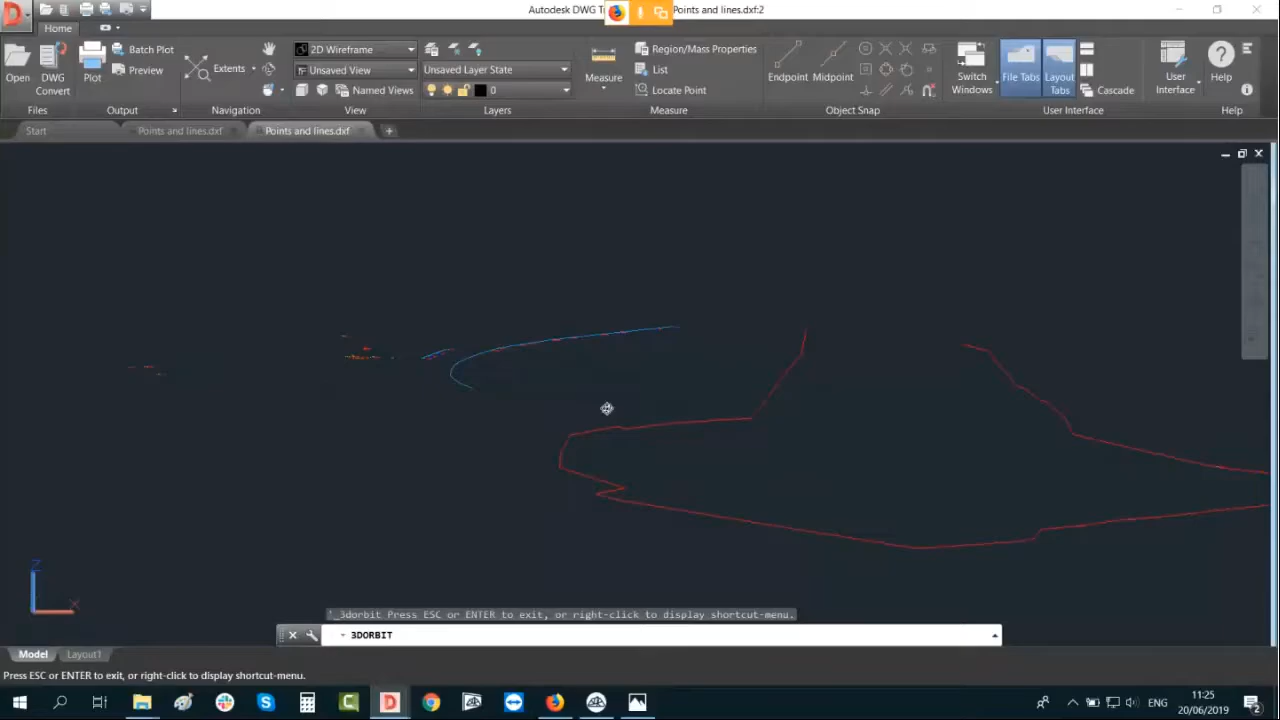 Autodesk DWG T
Points and lines.dxf:2
Home
Open
DWG
Convert
Plot
Batch Plot
Preview
Extents
2D Wireframe
Unsaved View
Named Views
Unsaved Layer State
0
Measure
Region/Mass Properties
List
Locate Point
Endpoint
Midpoint
Switch
Windows
File Tabs
Layout
Tabs
Cascade
User
Interface
Help
Files
Output
Navigation
View
Layers
Measure
Object Snap
User Interface
Help
Start
Points and lines.dxf
Points and lines.dxf
Z
X
'_3dorbit Press ESC or ENTER to exit, or right-click to display shortcut-menu.
3DORBIT
Model
Layout1
Press ESC or ENTER to exit, or right-click to display shortcut-menu.
ENG
11:25
20/06/2019
2